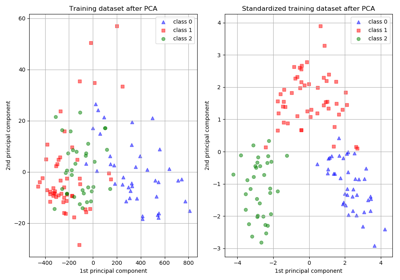 Training dataset after PCA
Standardized training dataset after PCA
60
40
20
0
−20
−400
−200
0
200
400
600
800
1st principal component
2nd principal component
class 0
class 1
class 2
4
3
2
1
0
−1
−2
−3
−4
−2
0
2
4
1st principal component
2nd principal component
class 0
class 1
class 2